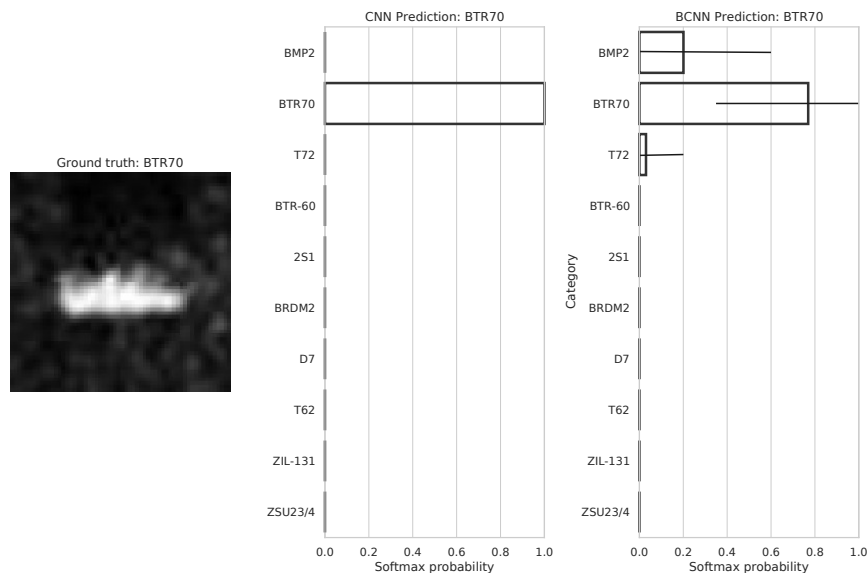 Ground truth: BTR70
CNN Prediction: BTR70
BMP2
BTR70
T72
BTR-60
2S1
BRDM2
D7
T62
ZIL-131
ZSU23/4
0.0 0.2 0.4 0.6 0.8 1.0
Softmax probability
BCNN Prediction: BTR70
Category
BMP2
BTR70
T72
BTR-60
2S1
BRDM2
D7
T62
ZIL-131
ZSU23/4
0.0 0.2 0.4 0.6 0.8 1.0
Softmax probability